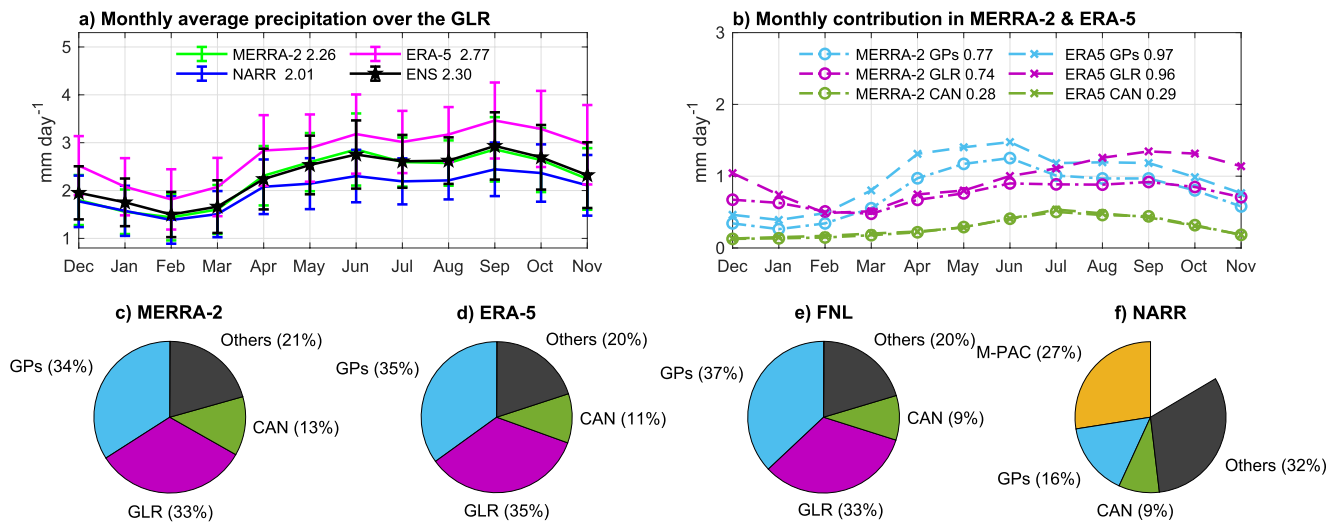 a) Monthly average precipitation over the GLR
MERRA-2 2.26
ERA-5 2.77
NARR 2.01
ENS 2.30
mm day-1
5
4
3
2
1
Dec Jan Feb Mar Apr May Jun Jul Aug Sep Oct Nov
b) Monthly contribution in MERRA-2 & ERA-5
MERRA-2 GPs 0.77
ERA5 GPs 0.97
MERRA-2 GLR 0.74
ERA5 GLR 0.96
MERRA-2 CAN 0.28
ERA5 CAN 0.29
mm day-1
3
2
1
0
Dec Jan Feb Mar Apr May Jun Jul Aug Sep Oct Nov
c) MERRA-2
Others (21%)
GPs (34%)
CAN (13%)
GLR (33%)
d) ERA-5
Others (20%)
GPs (35%)
CAN (11%)
GLR (35%)
e) FNL
Others (20%)
GPs (37%)
CAN (9%)
GLR (33%)
f) NARR
M-PAC (27%)
Others (32%)
GPs (16%)
CAN (9%)